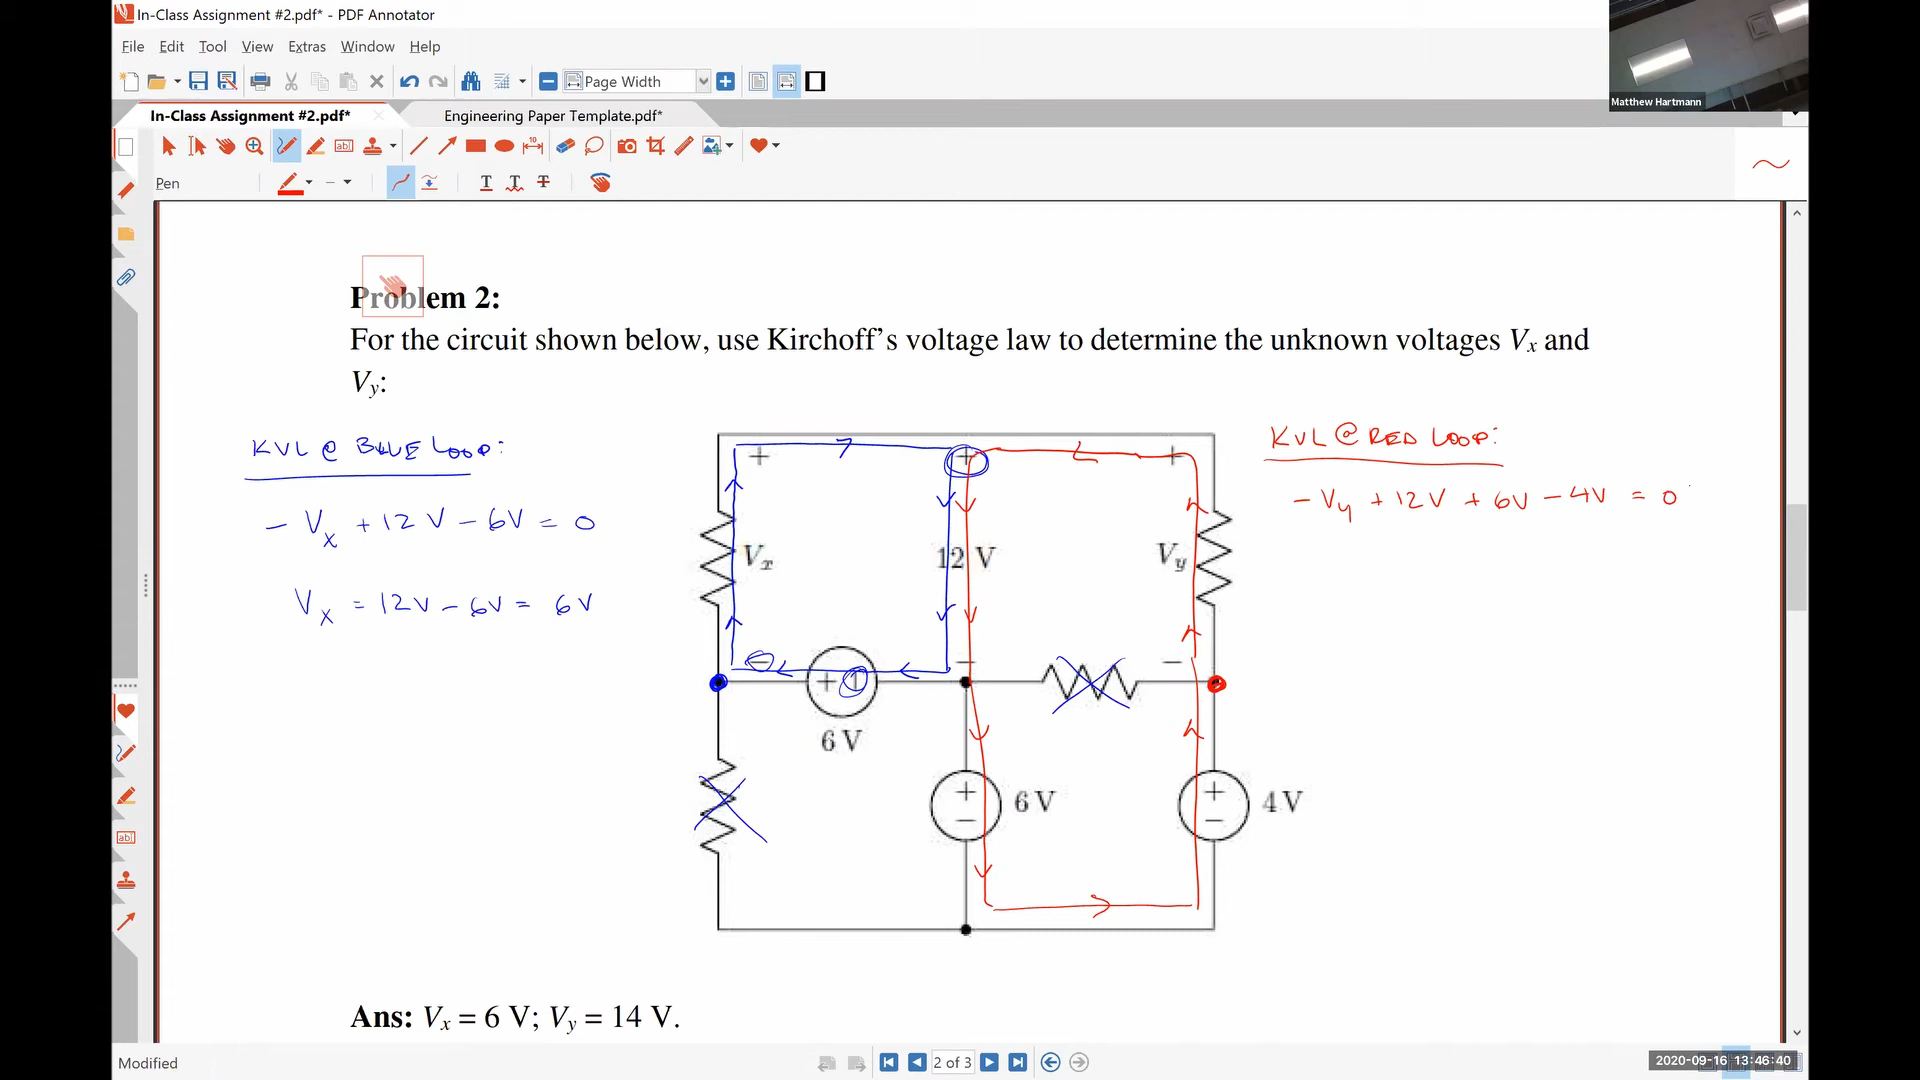 In-Class Assignment #2.pdf* - PDF Annotator
File Edit Tool View Extras Window Help
Page Width
Matthew Hartmann
In-Class Assignment #2.pdf*
Engineering Paper Template.pdf*
Pen
Problem 2:
For the circuit shown below, use Kirchoff's voltage law to determine the unknown voltages Vx and
Vy:
KVL @ BLUE LOOP:
- Vx + 12 V - 6V = 0
Vx = 12V - 6V = 6V
KVL @ RED LOOP:
- Vy + 12V + 6V - 4V = 0
+ + +
Vx 12 V Vy
- - -
+ -
6 V
+
- 6 V
+
- 4 V
Ans: Vx = 6 V; Vy = 14 V.
Modified
2 of 3
2020-09-16 13:46:40